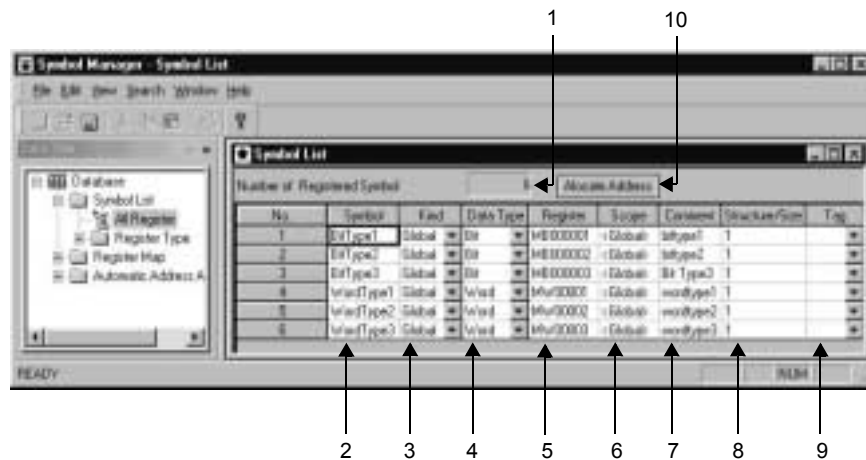 1 10
Symbol Manager - Symbol List
File Edit View Search Window Help
Symbol List
Number of Registered Symbol 6 Allocate Address
Database
Symbol List
All Register
Register Type
Register Map
Automatic Address A
No. Symbol Kind Data Type Register Scope Comment Structure/Size Tag
1 BitType1 Global Bit MB000001 <Global> bittype1 1
2 BitType2 Global Bit MB000002 <Global> bittype2 1
3 BitType3 Global Bit MB000003 <Global> Bit Type3 1
4 WordType1 Global Word MW00001 <Global> wordtype1 1
5 WordType2 Global Word MW00002 <Global> wordtype2 1
6 WordType3 Global Word MW00003 <Global> wordtype3 1
READY NUM
2 3 4 5 6 7 8 9